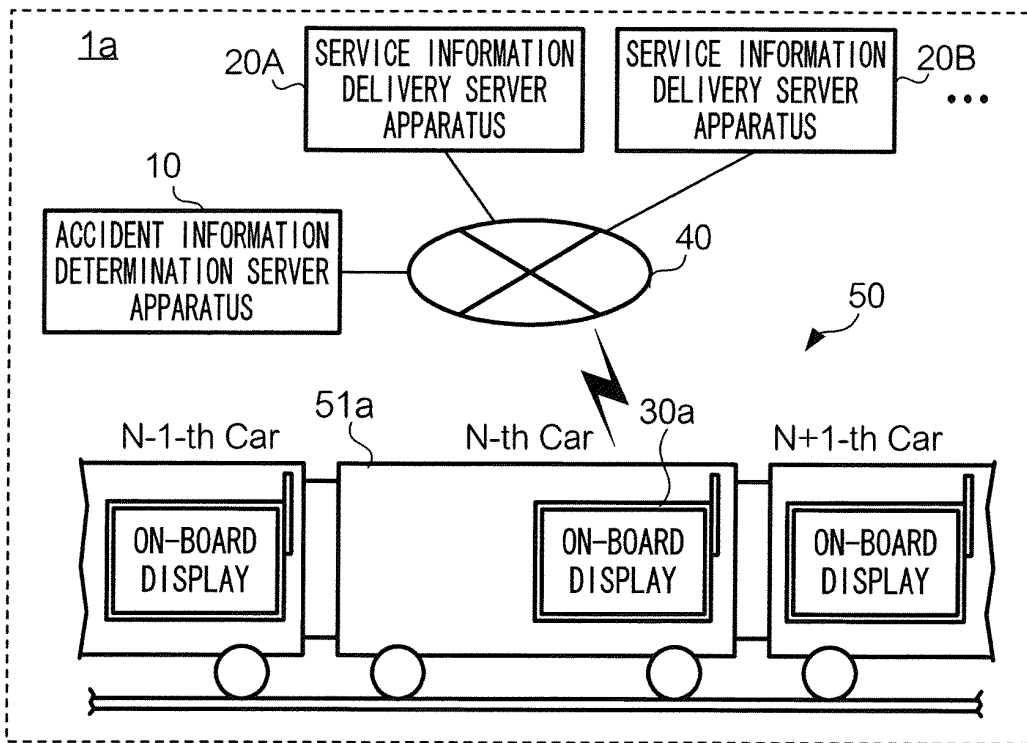 1a
20A
SERVICE INFORMATION
DELIVERY SERVER
APPARATUS
SERVICE INFORMATION
DELIVERY SERVER
APPARATUS
20B
...
10
ACCIDENT INFORMATION
DETERMINATION SERVER
APPARATUS
40
50
51a
30a
N-1-th Car
N-th Car
N+1-th Car
ON-BOARD
DISPLAY
ON-BOARD
DISPLAY
ON-BOARD
DISPLAY